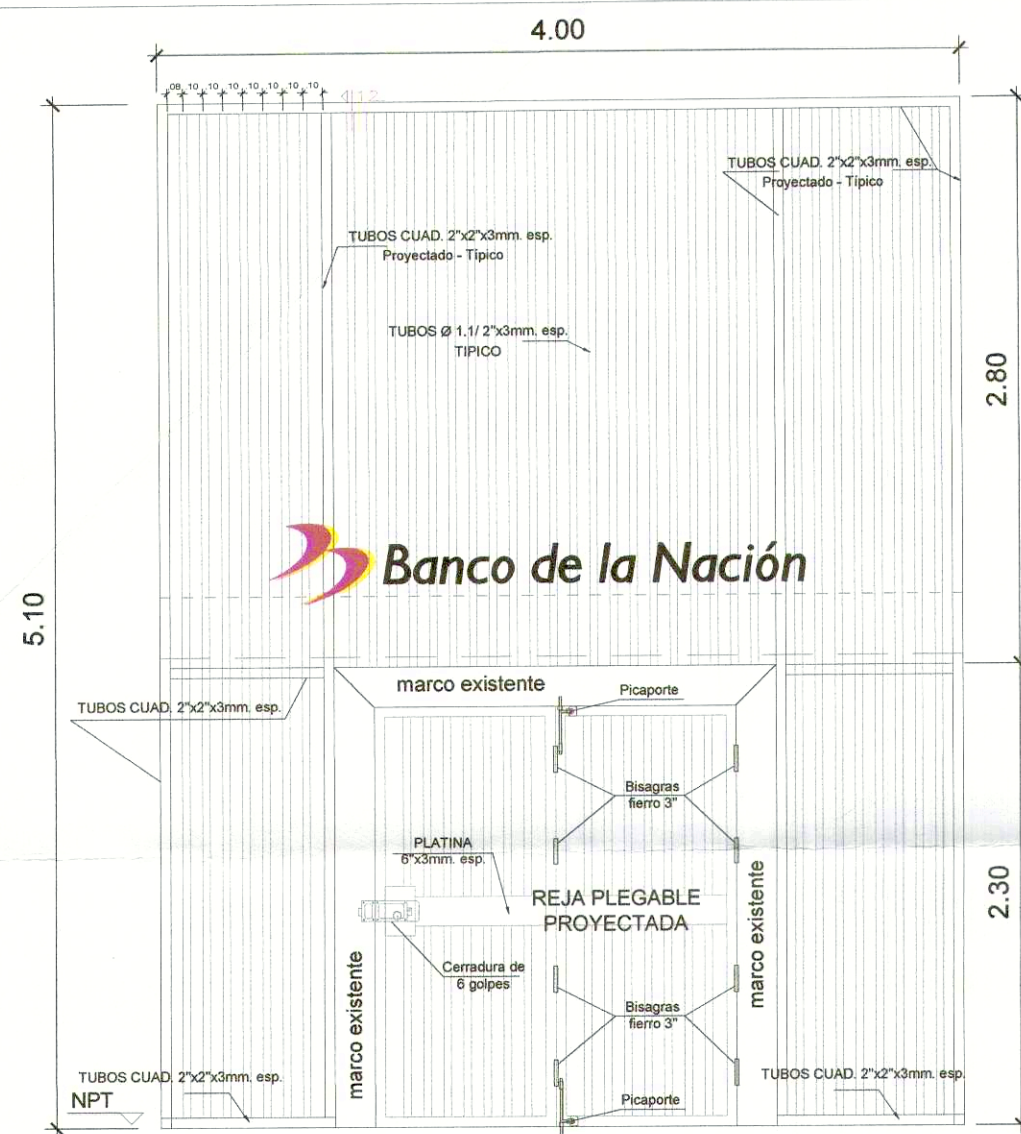 4.00
.08 .10 .10 .10 .10 .10 .10 .10
TUBOS CUAD. 2"x2"x3mm. esp.
Proyectado - Tipico
TUBOS CUAD. 2"x2"x3mm. esp.
Proyectado - Tipico
TUBOS Ø 1.1/ 2"x3mm. esp.
TIPICO
2.80
Banco de la Nación
5.10
marco existente
Picaporte
TUBOS CUAD. 2"x2"x3mm. esp.
Bisagras
fierro 3"
PLATINA
6"x3mm. esp.
REJA PLEGABLE
PROYECTADA
2.30
marco existente
marco existente
Cerradura de
6 golpes
Bisagras
fierro 3"
TUBOS CUAD. 2"x2"x3mm. esp.
TUBOS CUAD. 2"x2"x3mm. esp.
NPT
Picaporte